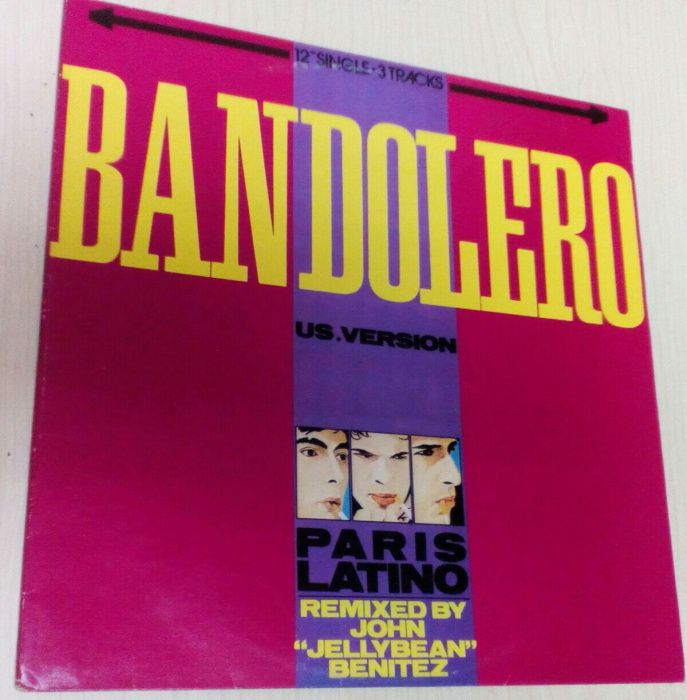 12" SINGLE-3 TRACKS
BANDOLERO
US.VERSION
PARIS
LATINO
REMIXED BY
JOHN
"JELLYBEAN"
BENITEZ